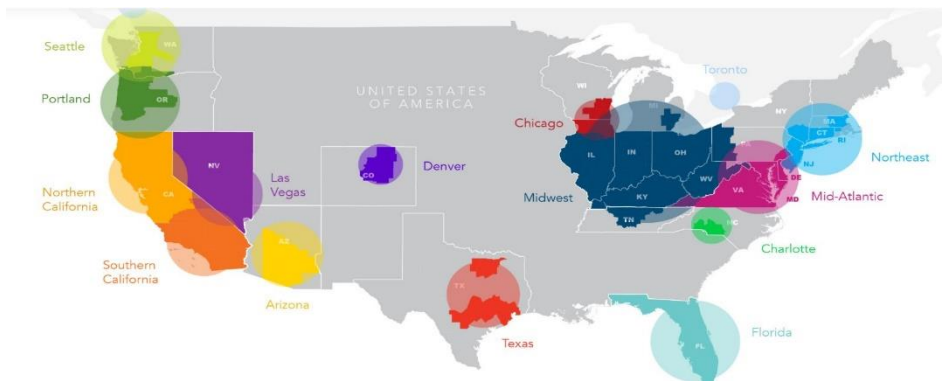 Seattle
WA
Portland
OR
UNITED STATES
OF AMERICA
Toronto
WI
MI
NY
Chicago
MA
CT
RI
Northeast
NV
Denver
CO
IL
IN
OH
NJ
Las
Vegas
Northern
California
CA
Midwest
KY
WV
VA
DE
MD
Mid-Atlantic
TN
NC
Charlotte
Southern
California
AZ
Arizona
TX
Texas
Florida
FL